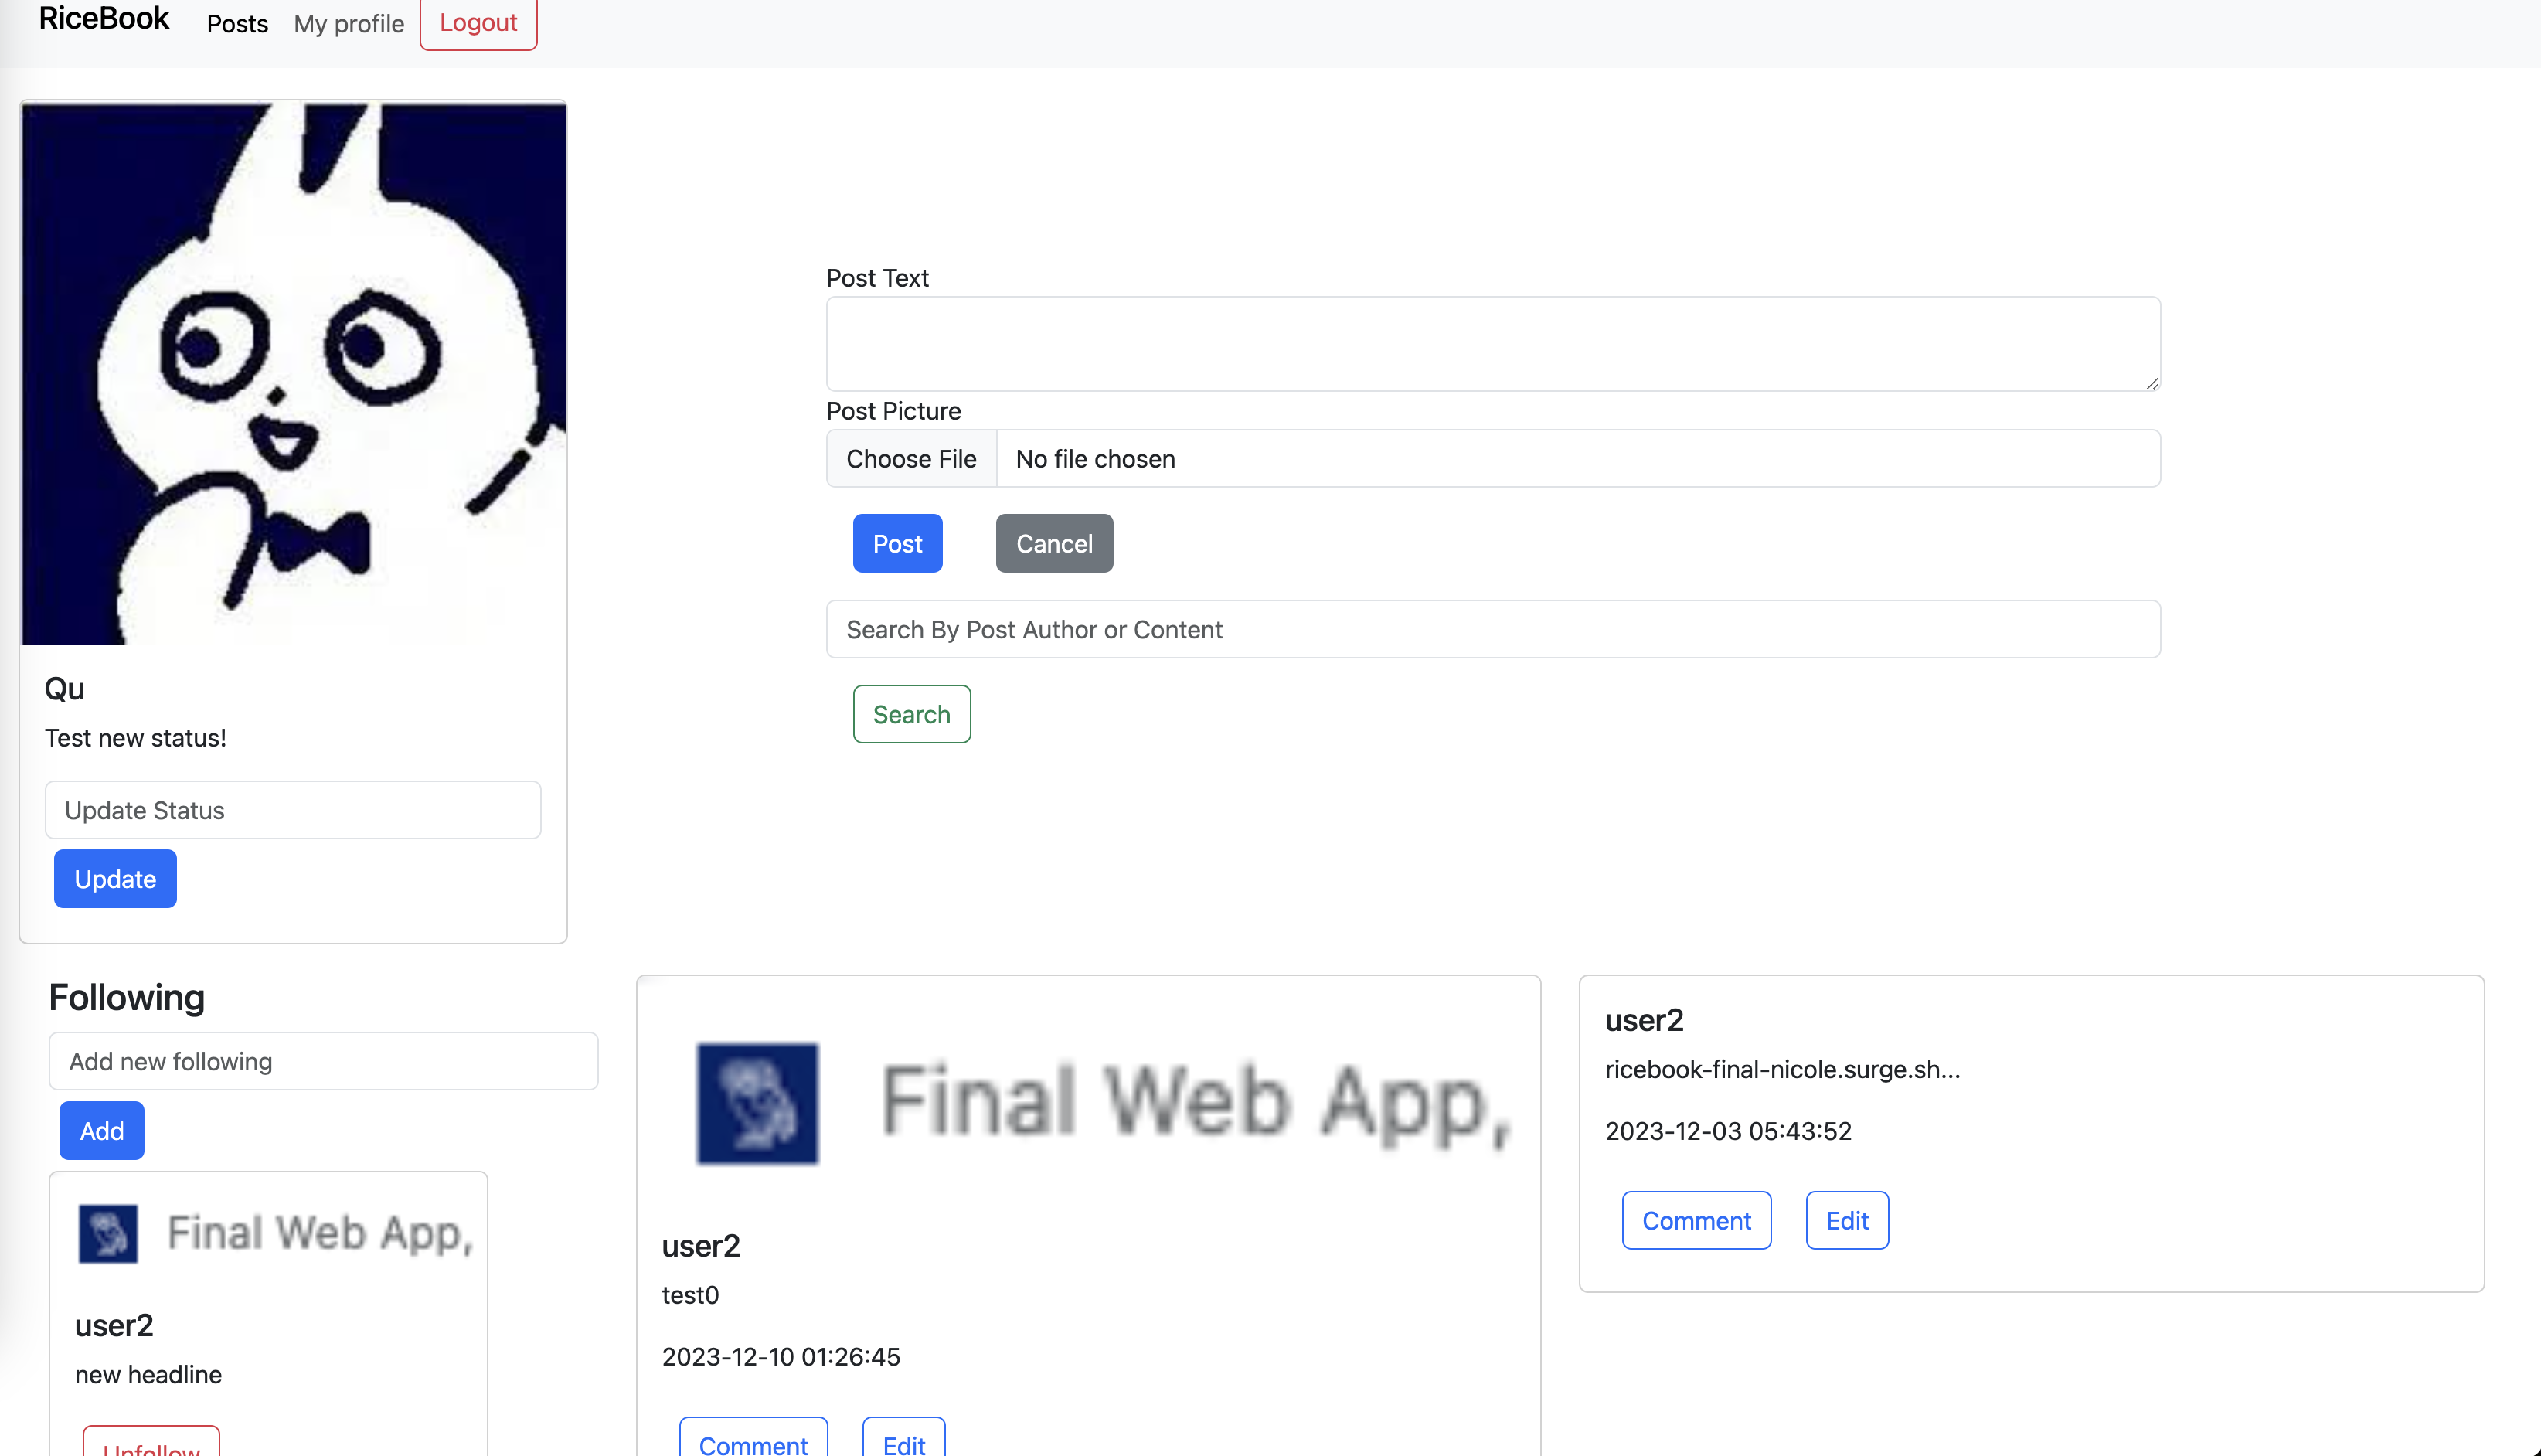 RiceBook
Posts
My profile
Logout
Post Text
Post Picture
Choose File
No file chosen
Post
Cancel
Search By Post Author or Content
Search
Qu
Test new status!
Update Status
Update
Following
Add new following
Add
Final Web App,
user2
new headline
Unfollow
Final Web App,
user2
test0
2023-12-10 01:26:45
Comment
Edit
user2
ricebook-final-nicole.surge.sh...
2023-12-03 05:43:52
Comment
Edit